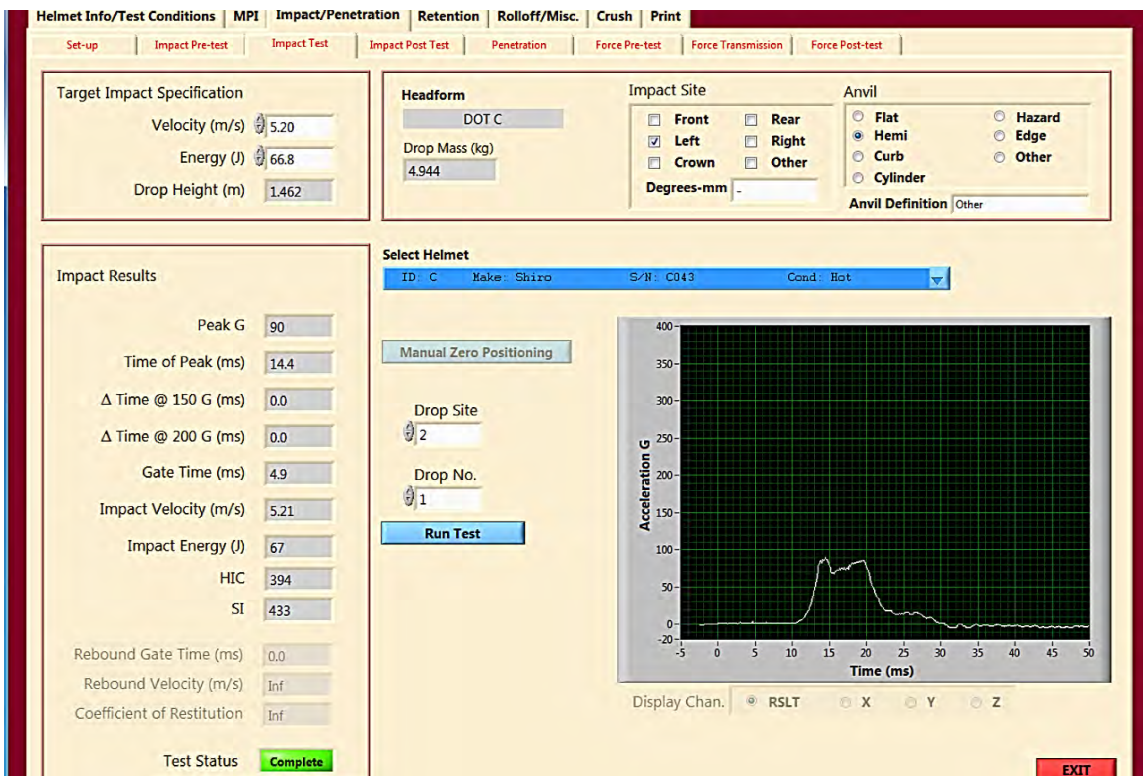 Helmet Info/Test Conditions MPI Impact/Penetration Retention Rolloff/Misc. Crush Print
Set-up Impact Pre-test Impact Test Impact Post Test Penetration Force Pre-test Force Transmission Force Post-test
Target Impact Specification
Velocity (m/s) 5.20
Energy (J) 66.8
Drop Height (m) 1.462
Headform
DOT C
Drop Mass (kg)
4.944
Impact Site
Front Rear
Left Right
Crown Other
Degrees-mm -
Anvil
Flat Hazard
Hemi Edge
Curb Other
Cylinder
Anvil Definition Other
Select Helmet
ID: C Make: Shiro S/N: C043 Cond: Hot
Impact Results
Peak G 90
Time of Peak (ms) 14.4
Δ Time @ 150 G (ms) 0.0
Δ Time @ 200 G (ms) 0.0
Gate Time (ms) 4.9
Impact Velocity (m/s) 5.21
Impact Energy (J) 67
HIC 394
SI 433
Rebound Gate Time (ms) 0.0
Rebound Velocity (m/s) Inf
Coefficient of Restitution Inf
Test Status Complete
Manual Zero Positioning
Drop Site
2
Drop No.
1
Run Test
Acceleration G
400
350
300
250
200
150
100
50
0
-20
-5 0 5 10 15 20 25 30 35 40 45 50
Time (ms)
Display Chan. RSLT X Y Z
EXIT